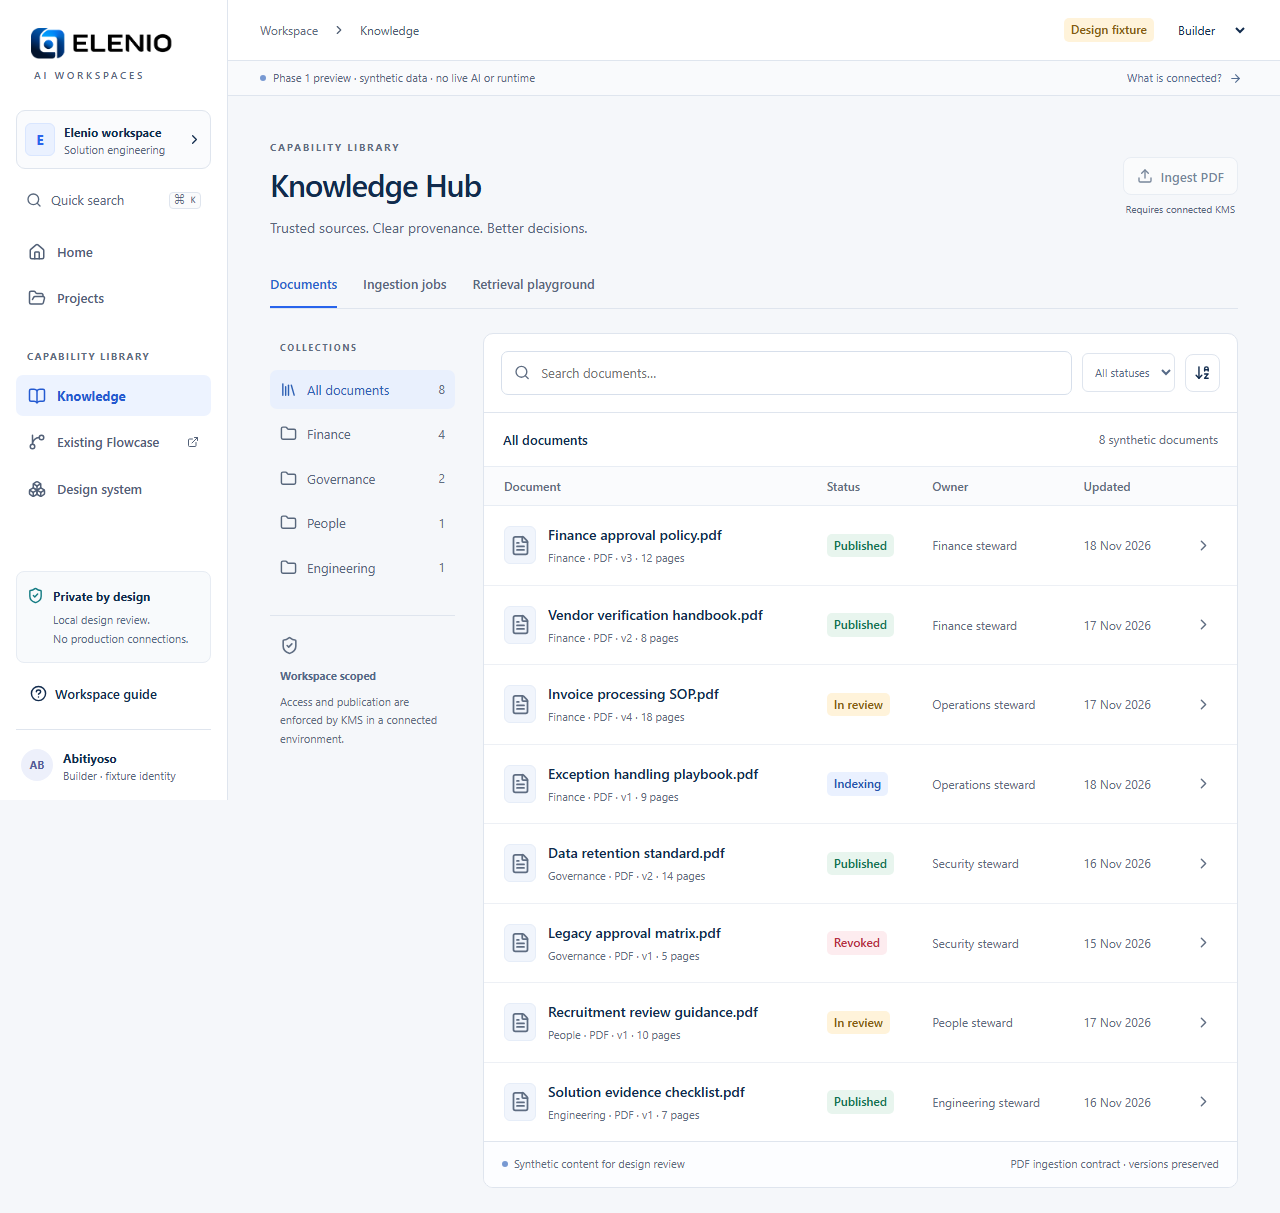 ELENIO
AI WORKSPACES
E
Elenio workspace
Solution engineering
Quick search
⌘ K
Home
Projects
CAPABILITY LIBRARY
Knowledge
Existing Flowcase
Design system
Private by design
Local design review.
No production connections.
Workspace guide
AB
Abitiyoso
Builder · fixture identity
Workspace
Knowledge
Design fixture
Builder
Phase 1 preview · synthetic data · no live AI or runtime
What is connected?
CAPABILITY LIBRARY
Knowledge Hub
Trusted sources. Clear provenance. Better decisions.
Ingest PDF
Requires connected KMS
Documents
Ingestion jobs
Retrieval playground
COLLECTIONS
All documents 8
Finance 4
Governance 2
People 1
Engineering 1
Workspace scoped
Access and publication are
enforced by KMS in a connected
environment.
Search documents...
All statuses
All documents
8 synthetic documents
Document Status Owner Updated
Finance approval policy.pdf
Finance · PDF · v3 · 12 pages
Published
Finance steward
18 Nov 2026
Vendor verification handbook.pdf
Finance · PDF · v2 · 8 pages
Published
Finance steward
17 Nov 2026
Invoice processing SOP.pdf
Finance · PDF · v4 · 18 pages
In review
Operations steward
17 Nov 2026
Exception handling playbook.pdf
Finance · PDF · v1 · 9 pages
Indexing
Operations steward
18 Nov 2026
Data retention standard.pdf
Governance · PDF · v2 · 14 pages
Published
Security steward
16 Nov 2026
Legacy approval matrix.pdf
Governance · PDF · v1 · 5 pages
Revoked
Security steward
15 Nov 2026
Recruitment review guidance.pdf
People · PDF · v1 · 10 pages
In review
People steward
17 Nov 2026
Solution evidence checklist.pdf
Engineering · PDF · v1 · 7 pages
Published
Engineering steward
16 Nov 2026
Synthetic content for design review
PDF ingestion contract · versions preserved